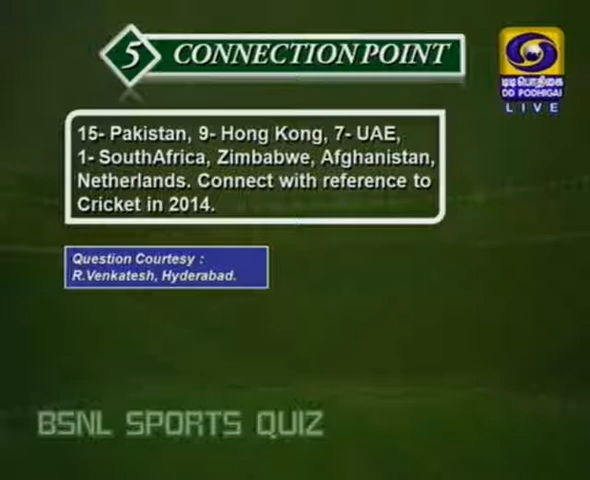 5 CONNECTION POINT
டிடி பொதிகை
DD PODHIGAI
LIVE
15- Pakistan, 9- Hong Kong, 7- UAE,
1- SouthAfrica, Zimbabwe, Afghanistan,
Netherlands. Connect with reference to
Cricket in 2014.
Question Courtesy :
R.Venkatesh, Hyderabad.
BSNL SPORTS QUIZ